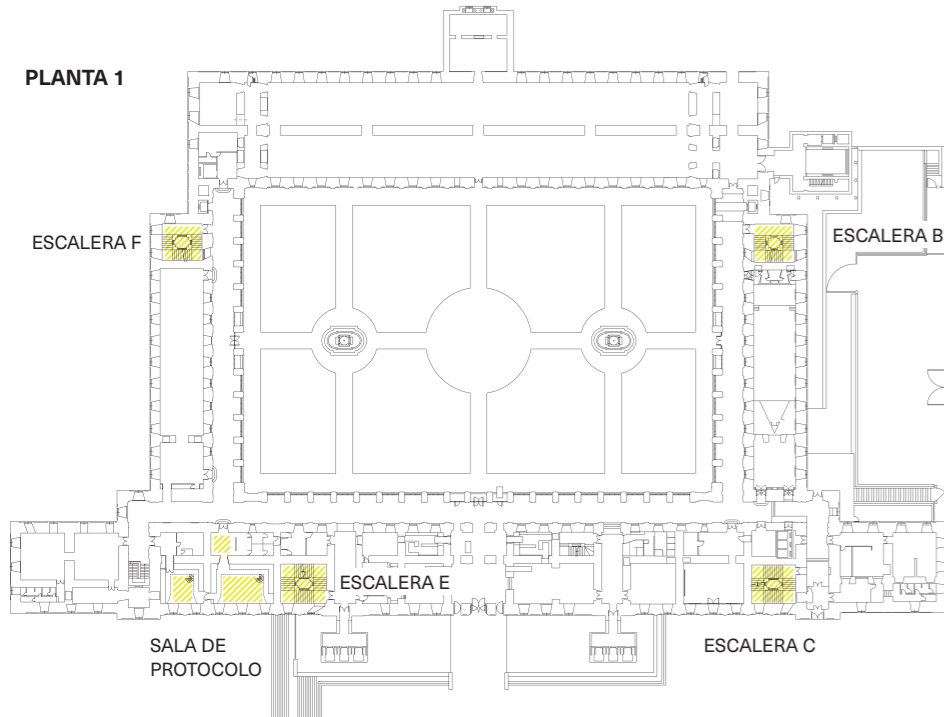 PLANTA 1
ESCALERA F
ESCALERA B
ESCALERA E
SALA DE
PROTOCOLO
ESCALERA C